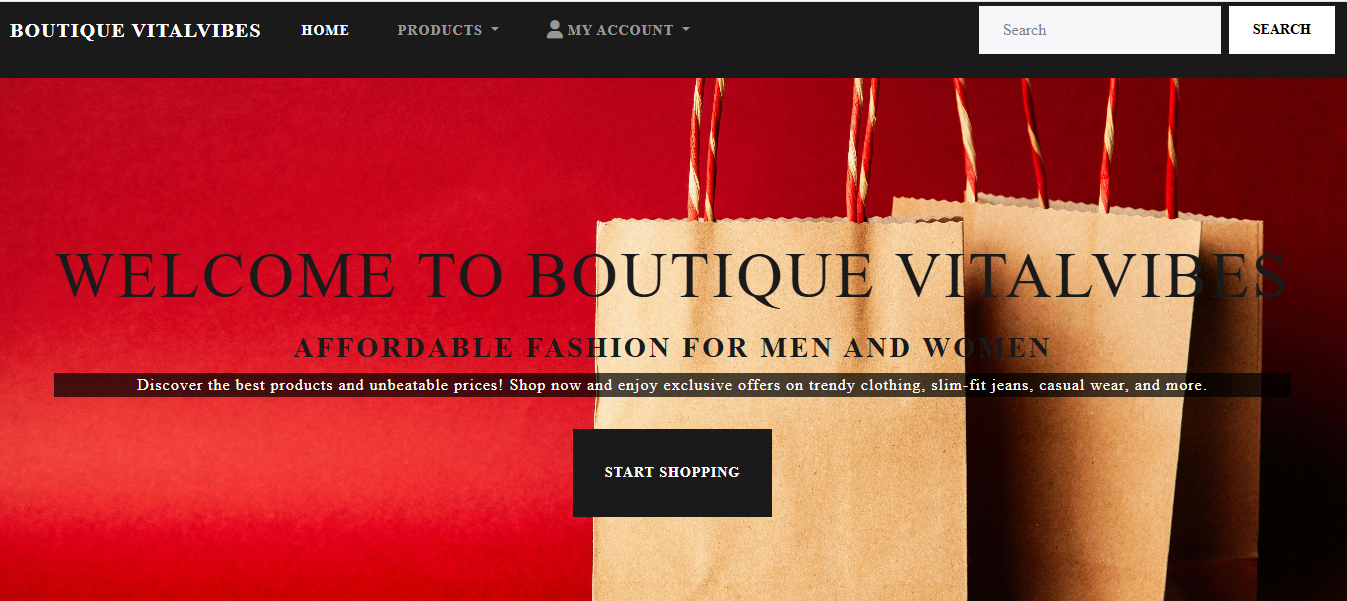 BOUTIQUE VITALVIBES HOME PRODUCTS MY ACCOUNT Search SEARCH
WELCOME TO BOUTIQUE VITALVIBES
AFFORDABLE FASHION FOR MEN AND WOMEN
Discover the best products and unbeatable prices! Shop now and enjoy exclusive offers on trendy clothing, slim-fit jeans, casual wear, and more.
START SHOPPING